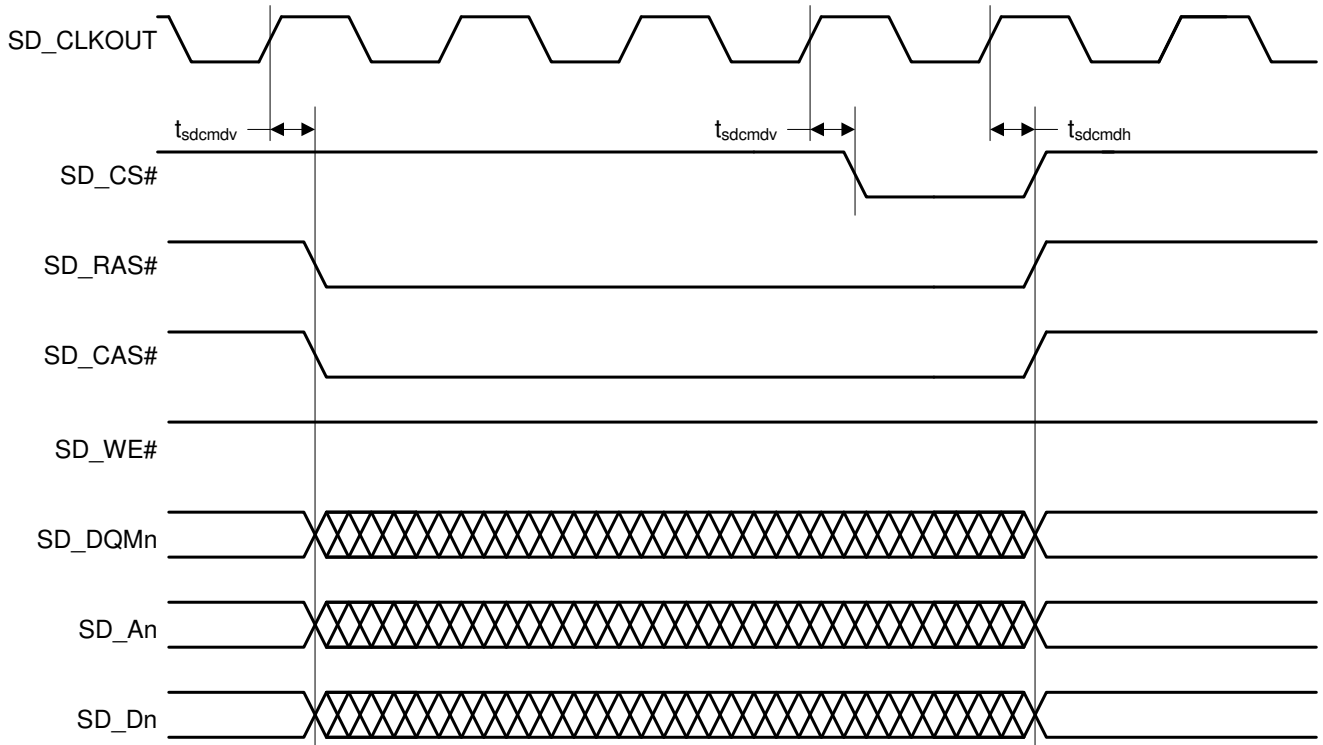 SD_CLKOUT
tsdcmdv tsdcmdv tsdcmdh
SD_CS#
SD_RAS#
SD_CAS#
SD_WE#
SD_DQMn
SD_An
SD_Dn